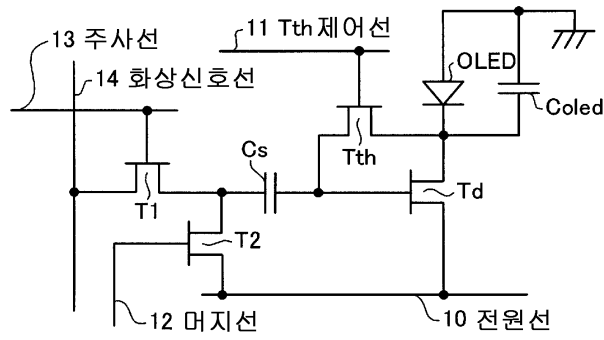 13 주사선
11 Tth 제어선
14 화상신호선
OLED
Coled
Tth
Cs
T1
Td
T2
12 머지선
10 전원선